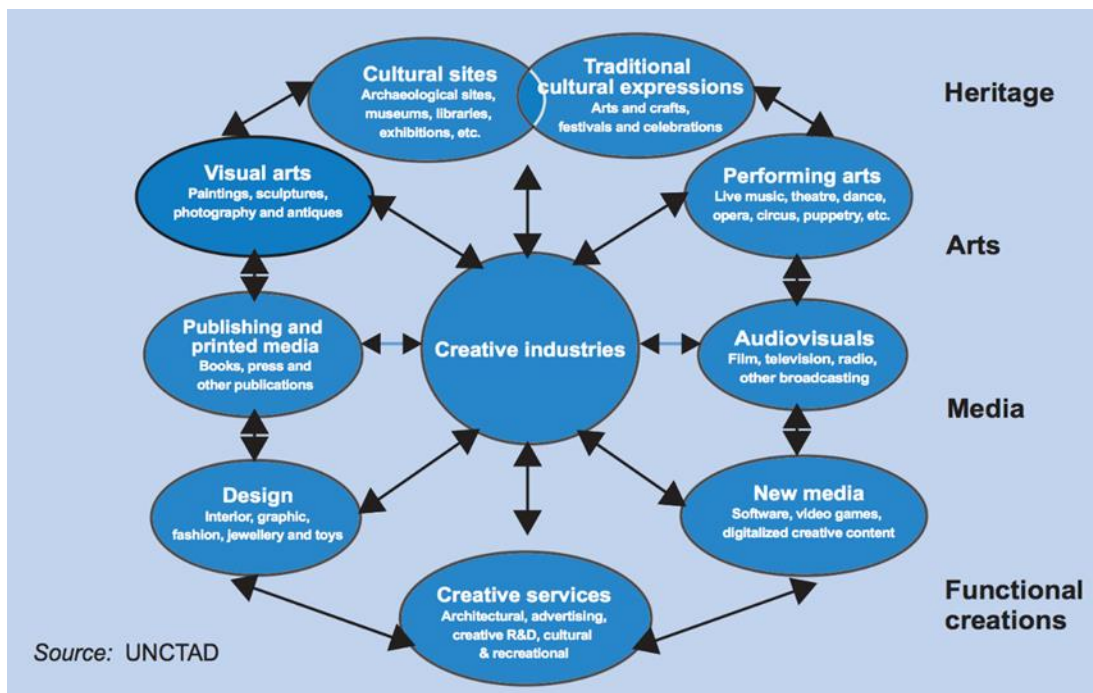 Cultural sites
Archaeological sites,
museums, libraries,
exhibitions, etc.
Traditional
cultural expressions
Arts and crafts,
festivals and celebrations
Heritage
Visual arts
Paintings, sculptures,
photography and antiques
Performing arts
Live music, theatre, dance,
opera, circus, puppetry, etc.
Arts
Publishing and
printed media
Books, press and
other publications
Creative industries
Audiovisuals
Film, television, radio,
other broadcasting
Media
Design
Interior, graphic,
fashion, jewellery and toys
New media
Software, video games,
digitalized creative content
Creative services
Architectural, advertising,
creative R&D, cultural
& recreational
Functional
creations
Source: UNCTAD